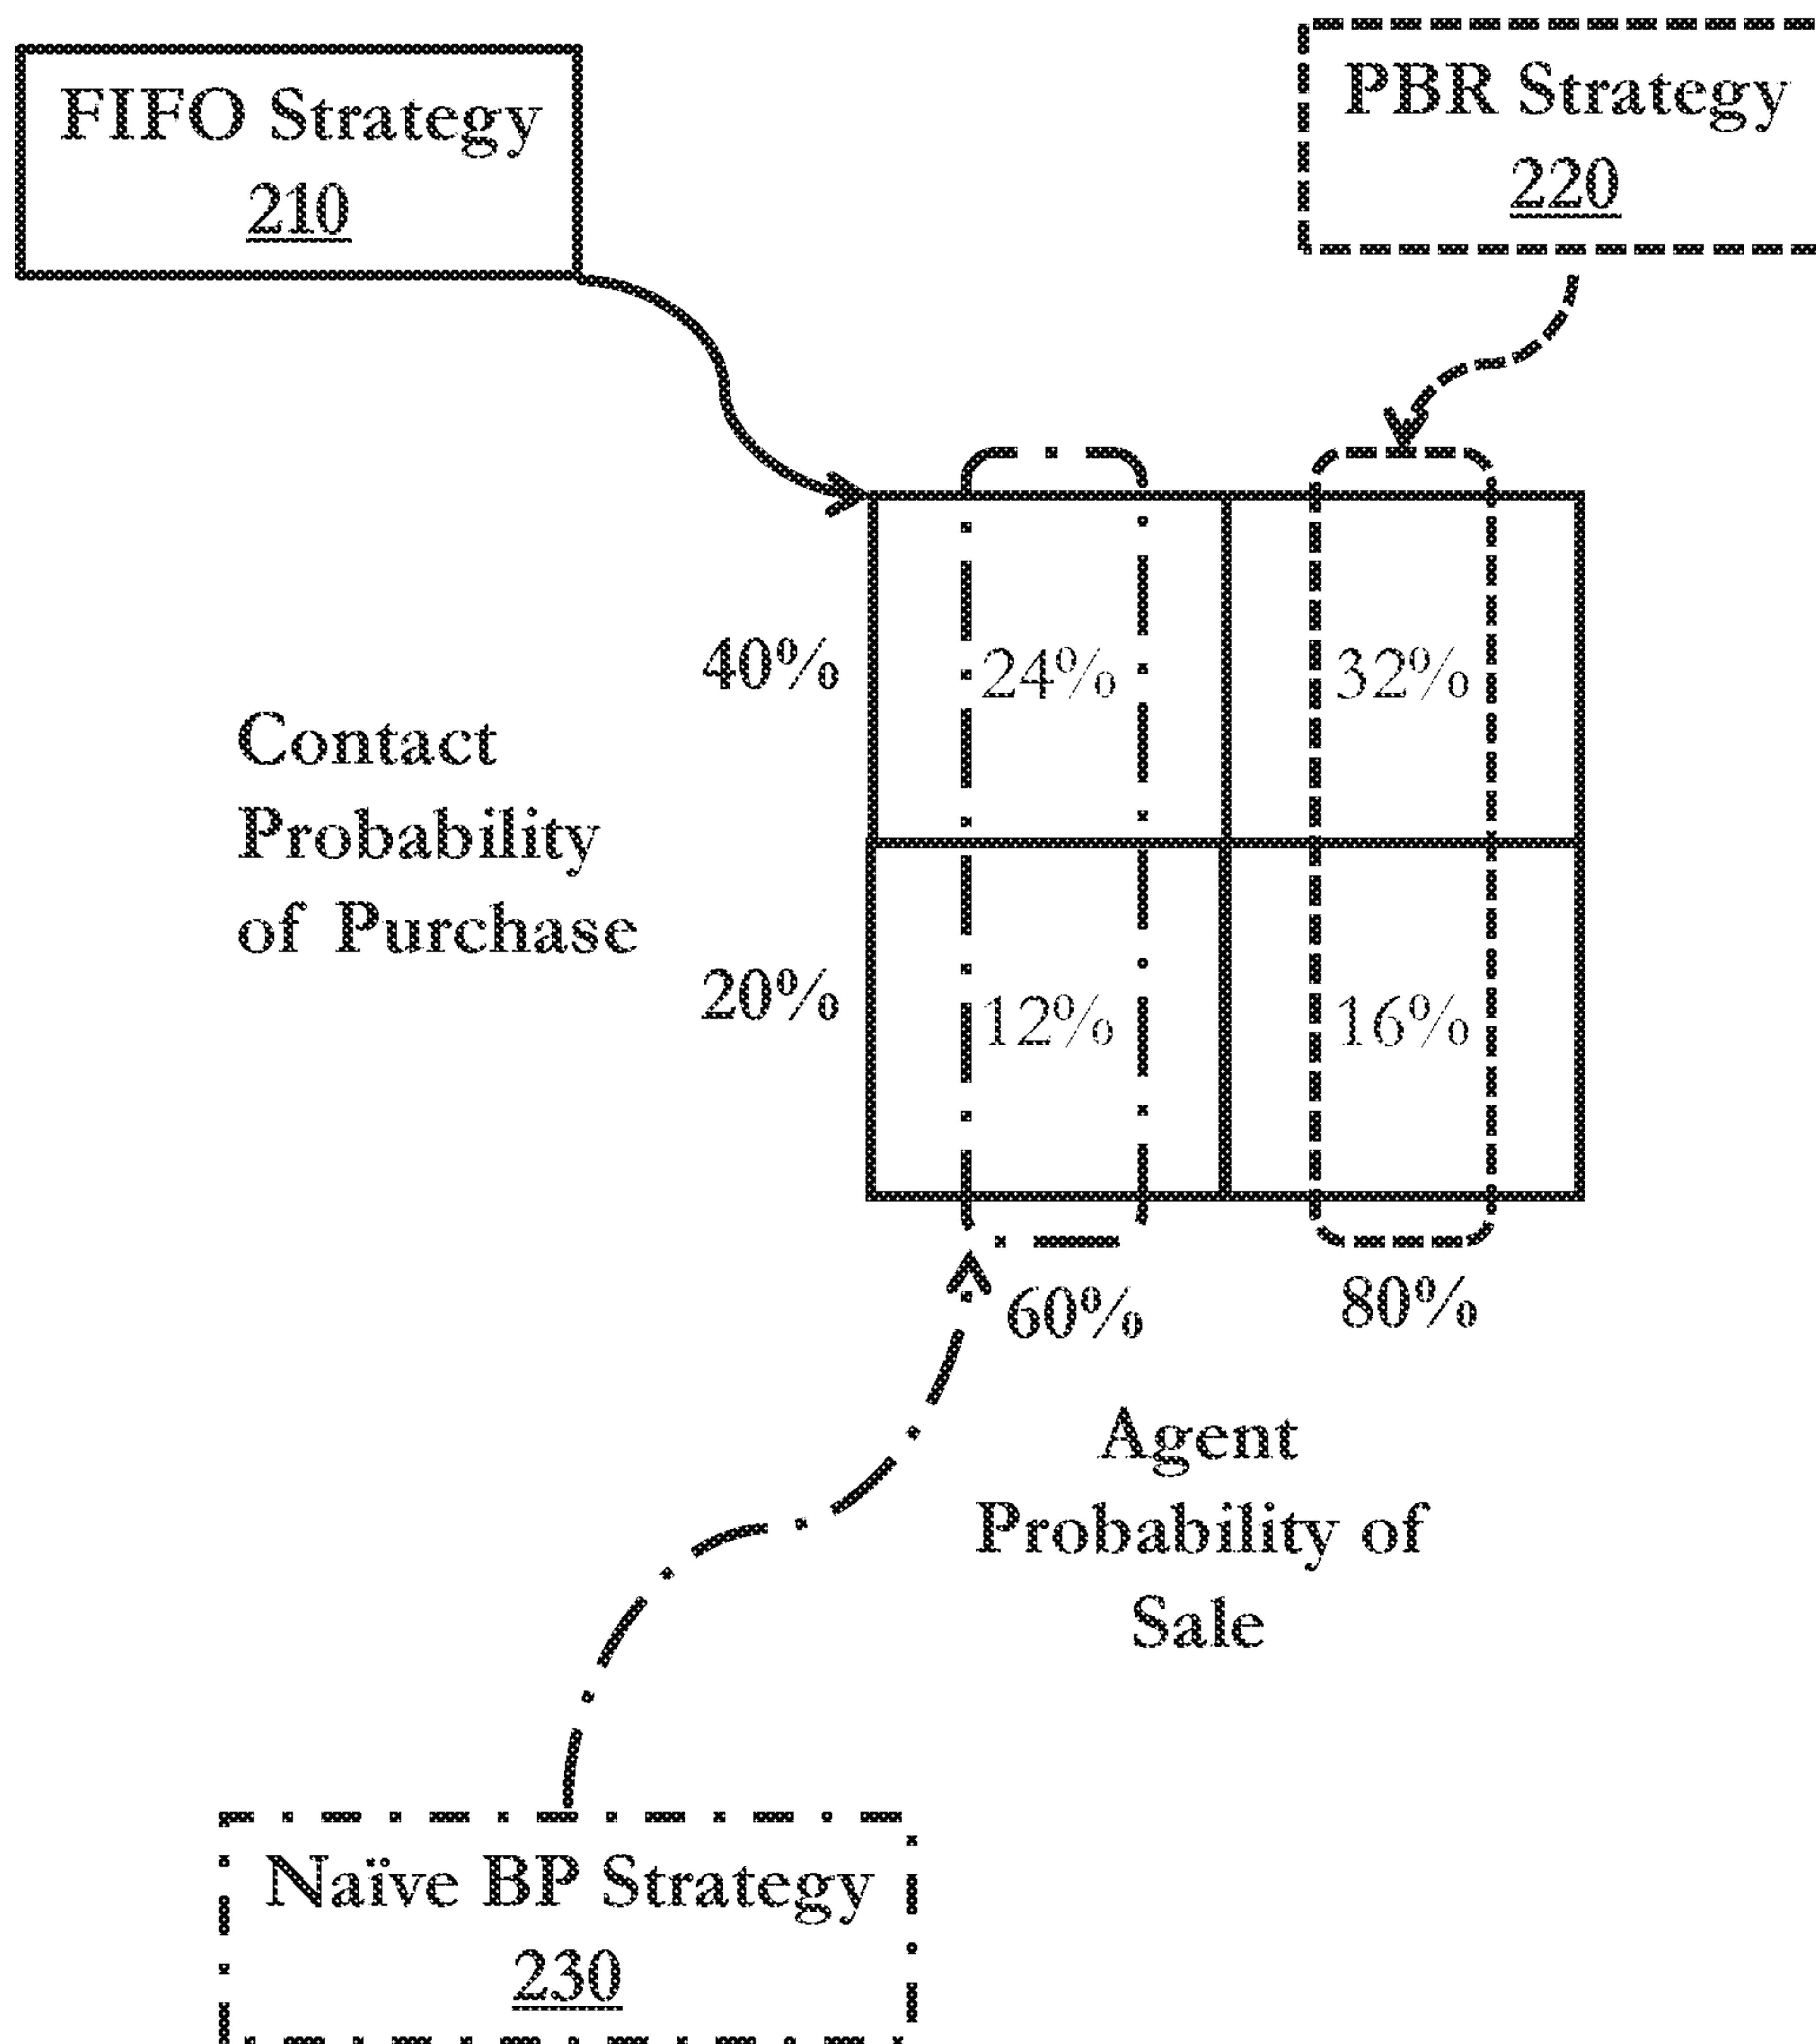 FIFO Strategy
210
PBR Strategy
220
40%
24%
32%
Contact
Probability
of Purchase
20%
12%
16%
60%
80%
Agent
Probability of
Sale
Naïve BP Strategy
230